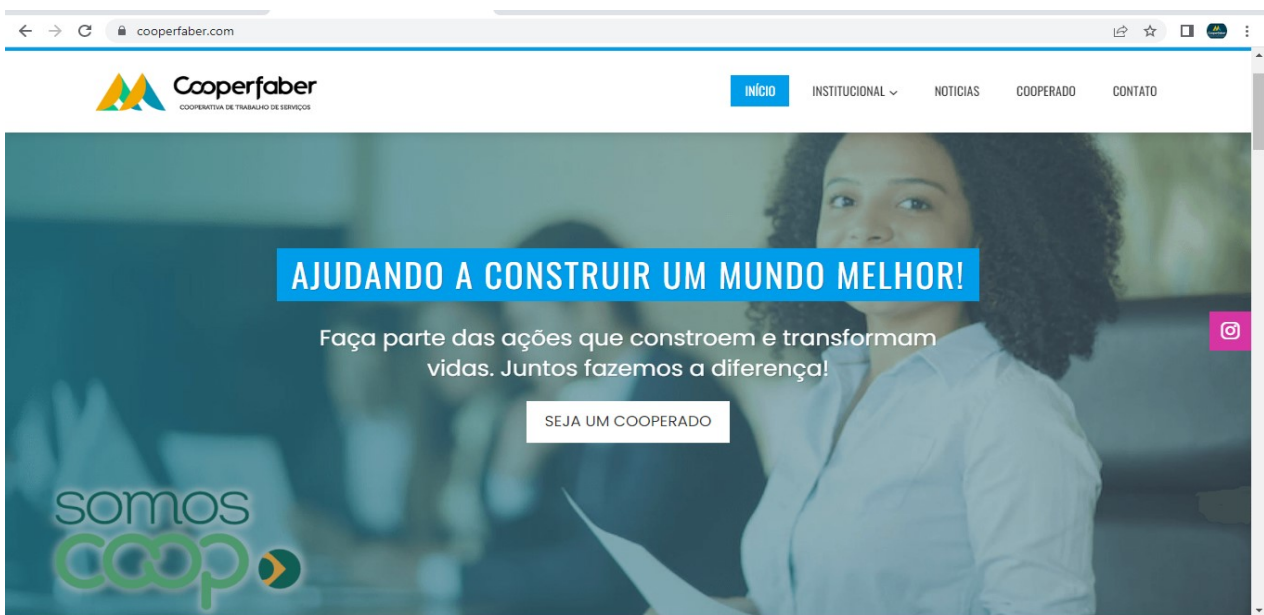 cooperfaber.com
Cooperfaber
COOPERATIVA DE TRABALHO DE SERVIÇOS
INÍCIO
INSTITUCIONAL
NOTICIAS
COOPERADO
CONTATO
AJUDANDO A CONSTRUIR UM MUNDO MELHOR!
Faça parte das ações que constroem e transformam
vidas. Juntos fazemos a diferença!
SEJA UM COOPERADO
somos
coop